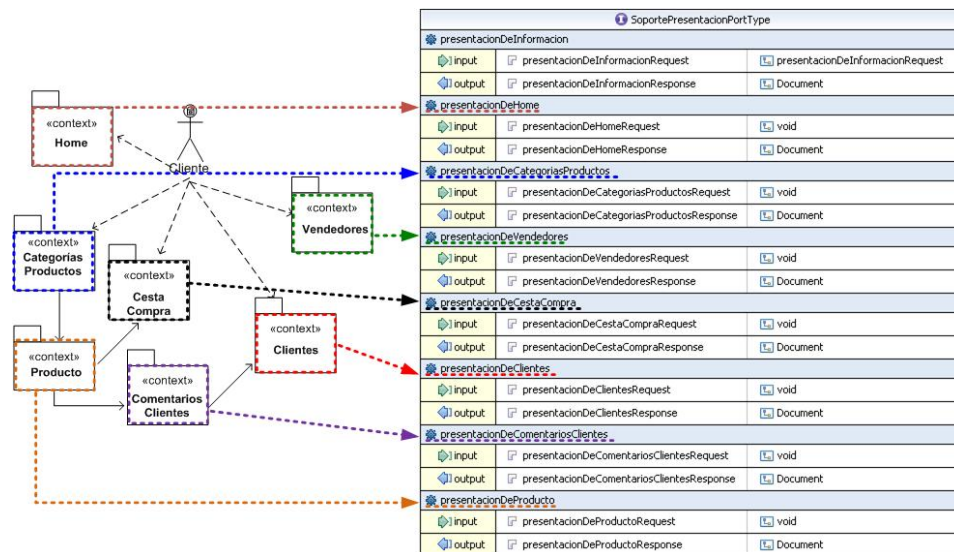 SoportePresentacionPortType
presentacionDeInformacion
input presentacionDeInformacionRequest presentacionDeInformacionRequest
output presentacionDeInformacionResponse Document
presentacionDeHome
input presentacionDeHomeRequest void
output presentacionDeHomeResponse Document
presentacionDeCategoriasProductos
input presentacionDeCategoriasProductosRequest void
output presentacionDeCategoriasProductosResponse Document
presentacionDeVendedores
input presentacionDeVendedoresRequest void
output presentacionDeVendedoresResponse Document
presentacionDeCestaCompra
input presentacionDeCestaCompraRequest void
output presentacionDeCestaCompraResponse Document
presentacionDeClientes
input presentacionDeClientesRequest void
output presentacionDeClientesResponse Document
presentacionDeComentariosClientes
input presentacionDeComentariosClientesRequest void
output presentacionDeComentariosClientesResponse Document
presentacionDeProducto
input presentacionDeProductoRequest void
output presentacionDeProductoResponse Document
«context»
Home
Cliente
«context»
Vendedores
«context»
Categorías
Productos
«context»
Cesta
Compra
«context»
Clientes
«context»
Producto
«context»
Comentarios
Clientes